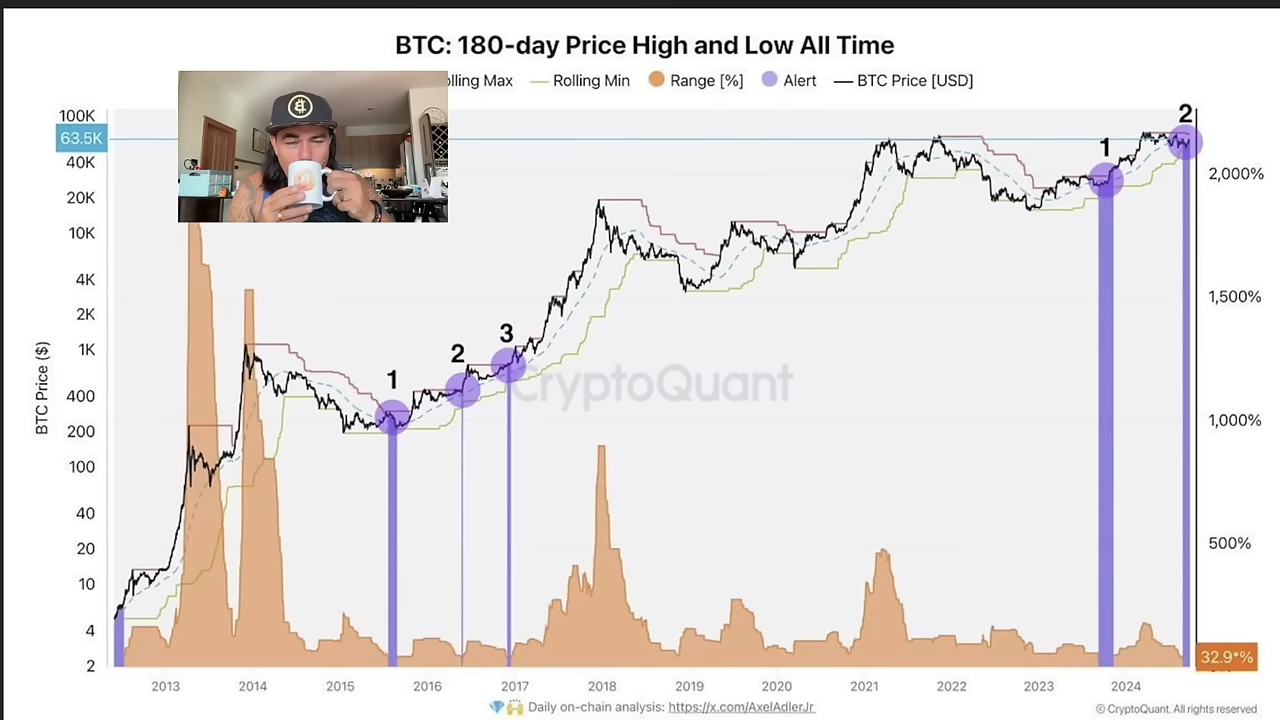 BTC: 180-day Price High and Low All Time
olling Max Rolling Min Range [%] Alert BTC Price [USD]
100K
63.5K
40K
20K
10K
4K
2K
1K
400
200
100
40
20
10
4
2
BTC Price ($)
1
2
3
1
2
CryptoQuant
2,000%
1,500%
1,000%
500%
32.9*%
2013 2014 2015 2016 2017 2018 2019 2020 2021 2022 2023 2024
Daily on-chain analysis: https://x.com/AxelAdlerJr
© CryptoQuant. All rights reserved